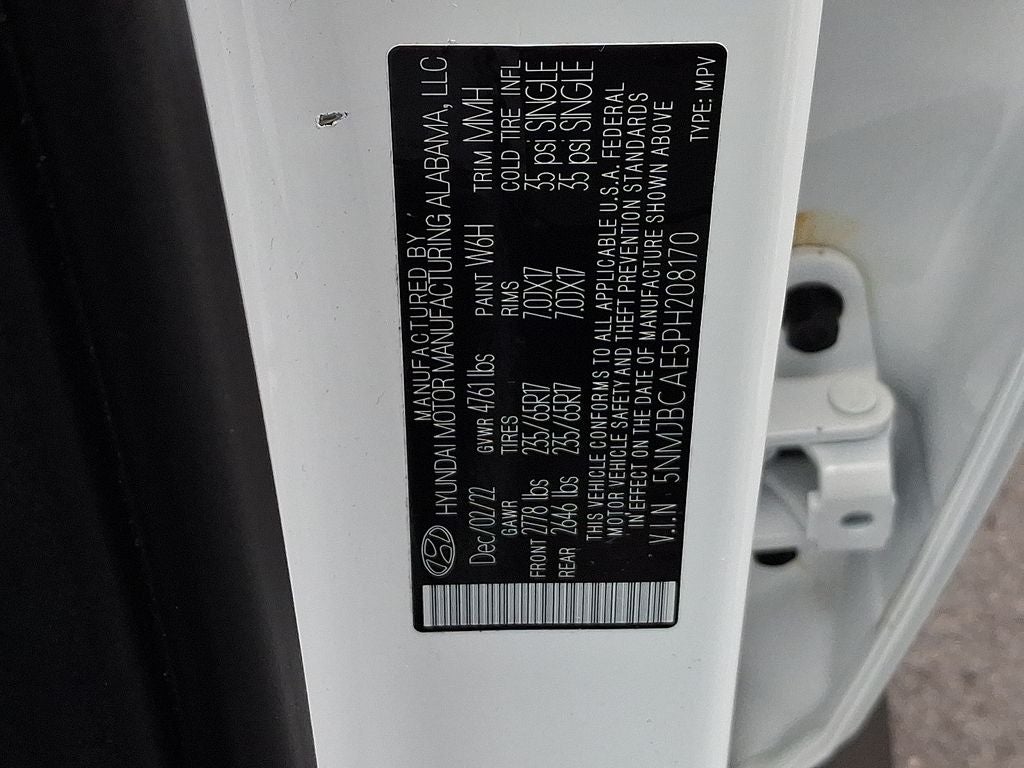 MANUFACTURED BY
HYUNDAI MOTOR MANUFACTURING ALABAMA, LLC
Dec/02/22 GVWR 4761 lbs PAINT W6H TRIM MMH
GAWR TIRES RIMS COLD TIRE INFL
FRONT 2778 lbs 235/65R17 7.0JX17 35 psi SINGLE
REAR 2646 lbs 235/65R17 7.0JX17 35 psi SINGLE
THIS VEHICLE CONFORMS TO ALL APPLICABLE U.S.A. FEDERAL
MOTOR VEHICLE SAFETY AND THEFT PREVENTION STANDARDS
IN EFFECT ON THE DATE OF MANUFACTURE SHOWN ABOVE
V.I.N 5NMJBCAE5PH208170
TYPE: MPV